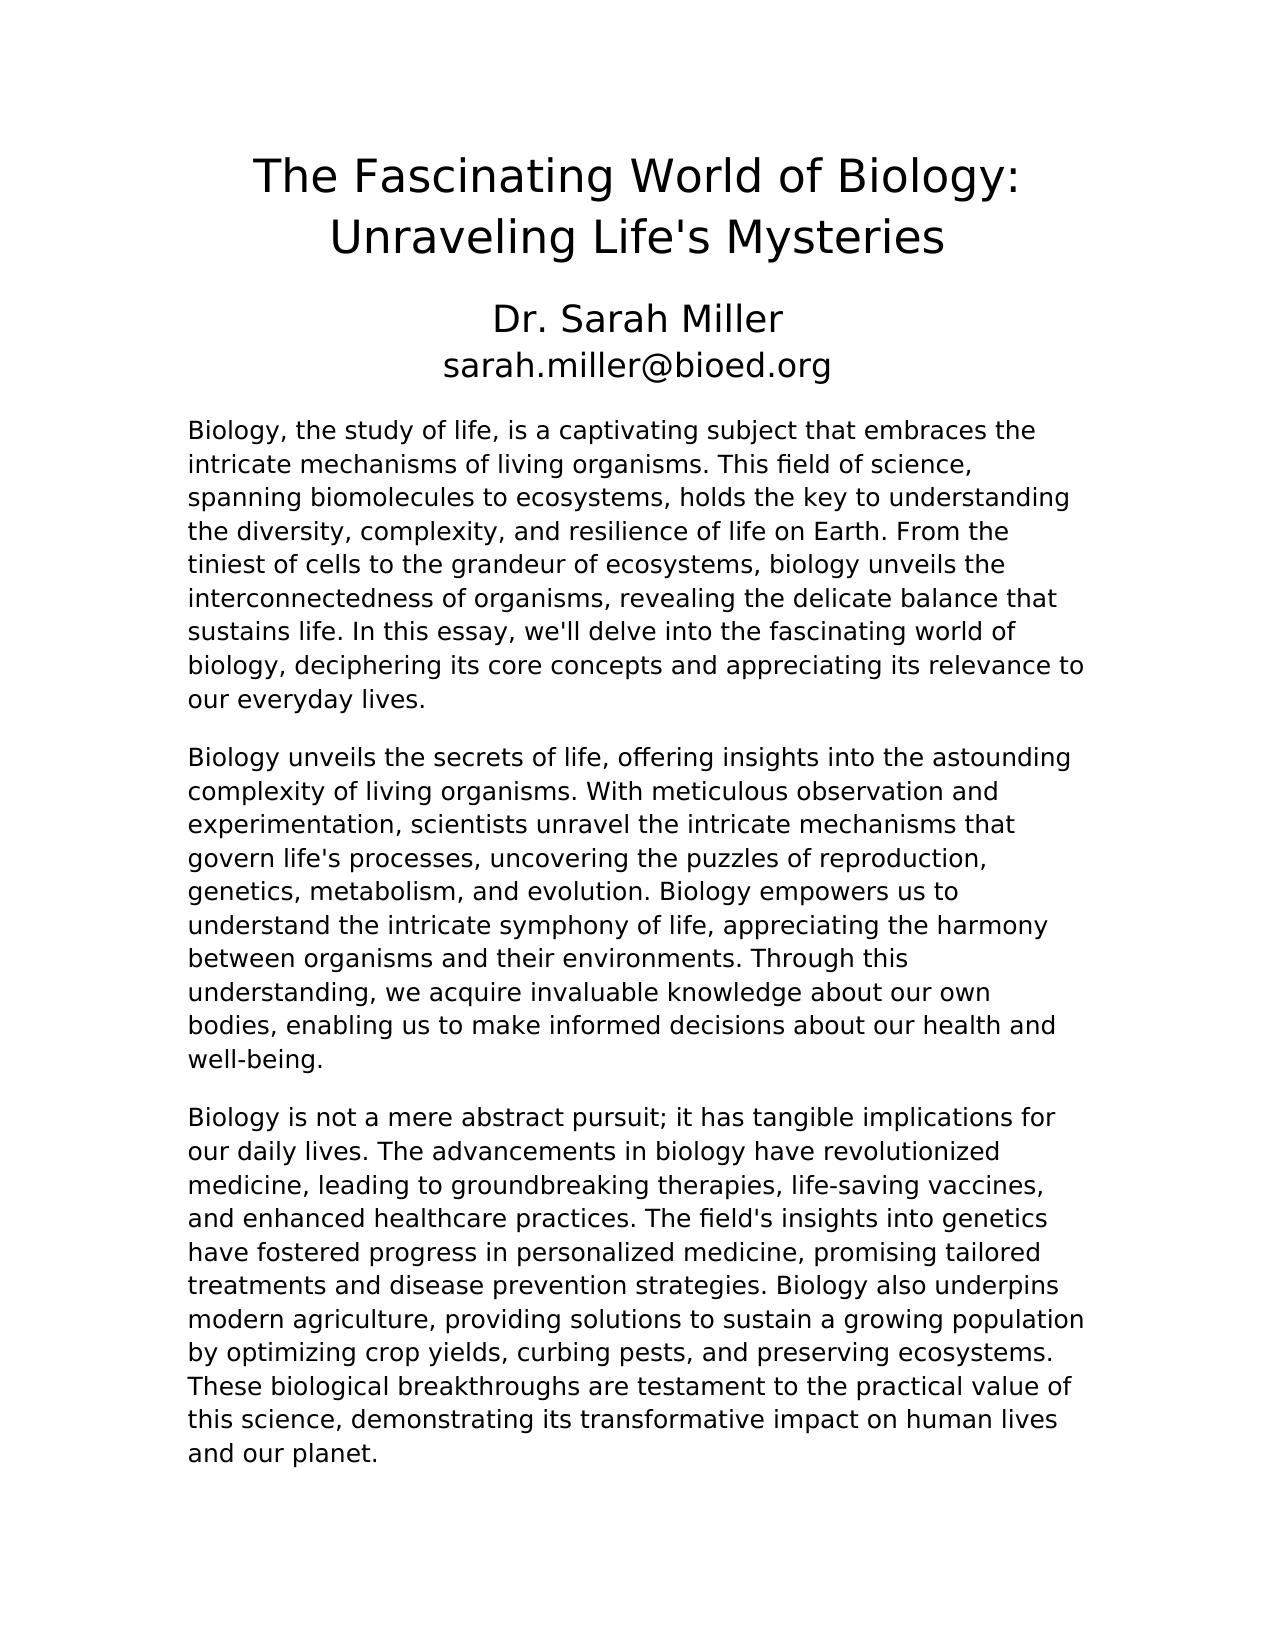 The Fascinating World of Biology:
Unraveling Life's Mysteries
Dr. Sarah Miller
sarah.miller@bioed.org
Biology, the study of life, is a captivating subject that embraces the
intricate mechanisms of living organisms. This field of science,
spanning biomolecules to ecosystems, holds the key to understanding
the diversity, complexity, and resilience of life on Earth. From the
tiniest of cells to the grandeur of ecosystems, biology unveils the
interconnectedness of organisms, revealing the delicate balance that
sustains life. In this essay, we'll delve into the fascinating world of
biology, deciphering its core concepts and appreciating its relevance to
our everyday lives.
Biology unveils the secrets of life, offering insights into the astounding
complexity of living organisms. With meticulous observation and
experimentation, scientists unravel the intricate mechanisms that
govern life's processes, uncovering the puzzles of reproduction,
genetics, metabolism, and evolution. Biology empowers us to
understand the intricate symphony of life, appreciating the harmony
between organisms and their environments. Through this
understanding, we acquire invaluable knowledge about our own
bodies, enabling us to make informed decisions about our health and
well-being.
Biology is not a mere abstract pursuit; it has tangible implications for
our daily lives. The advancements in biology have revolutionized
medicine, leading to groundbreaking therapies, life-saving vaccines,
and enhanced healthcare practices. The field's insights into genetics
have fostered progress in personalized medicine, promising tailored
treatments and disease prevention strategies. Biology also underpins
modern agriculture, providing solutions to sustain a growing population
by optimizing crop yields, curbing pests, and preserving ecosystems.
These biological breakthroughs are testament to the practical value of
this science, demonstrating its transformative impact on human lives
and our planet.